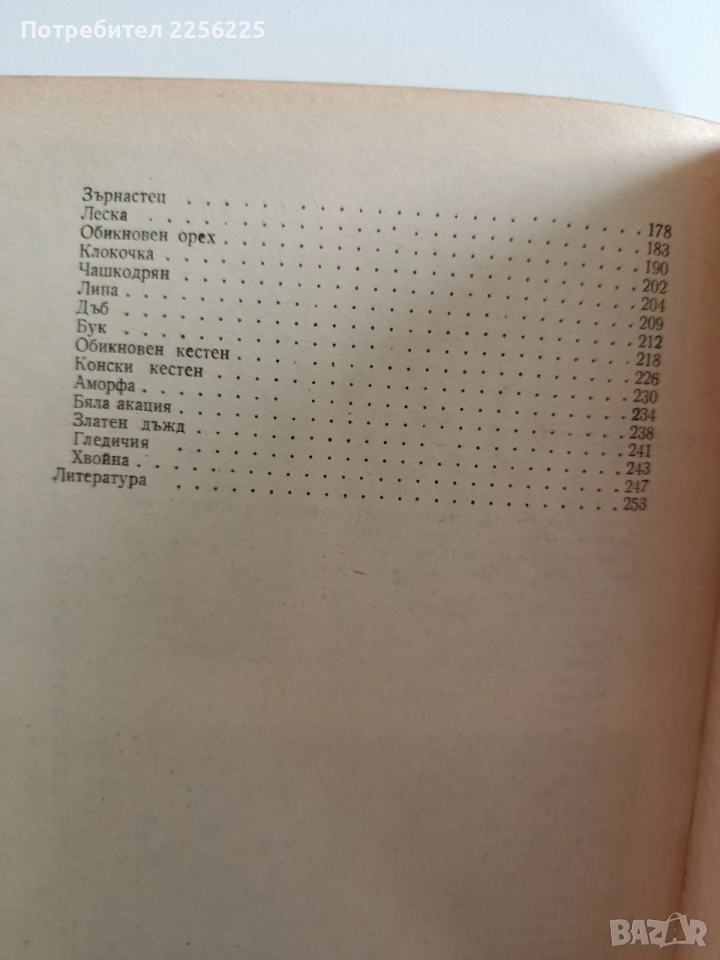 Потребител 2256225
Зърнастец . . . . . . . . . . . . . . . . . . . . 178
Леска . . . . . . . . . . . . . . . . . . . . 183
Обикновен орех . . . . . . . . . . . . . . . . . . . . 190
Клокочка . . . . . . . . . . . . . . . . . . . . 202
Чашкодрян . . . . . . . . . . . . . . . . . . . . 204
Липа . . . . . . . . . . . . . . . . . . . . 209
Дъб . . . . . . . . . . . . . . . . . . . . 212
Бук . . . . . . . . . . . . . . . . . . . . 218
Обикновен кестен . . . . . . . . . . . . . . . . . . . . 226
Конски кестен . . . . . . . . . . . . . . . . . . . . 230
Аморфа . . . . . . . . . . . . . . . . . . . . 234
Бяла акация . . . . . . . . . . . . . . . . . . . . 238
Златен дъжд . . . . . . . . . . . . . . . . . . . . 241
Гледичия . . . . . . . . . . . . . . . . . . . . 243
Хвойна . . . . . . . . . . . . . . . . . . . . 247
Литература . . . . . . . . . . . . . . . . . . . . 253
BAZAR